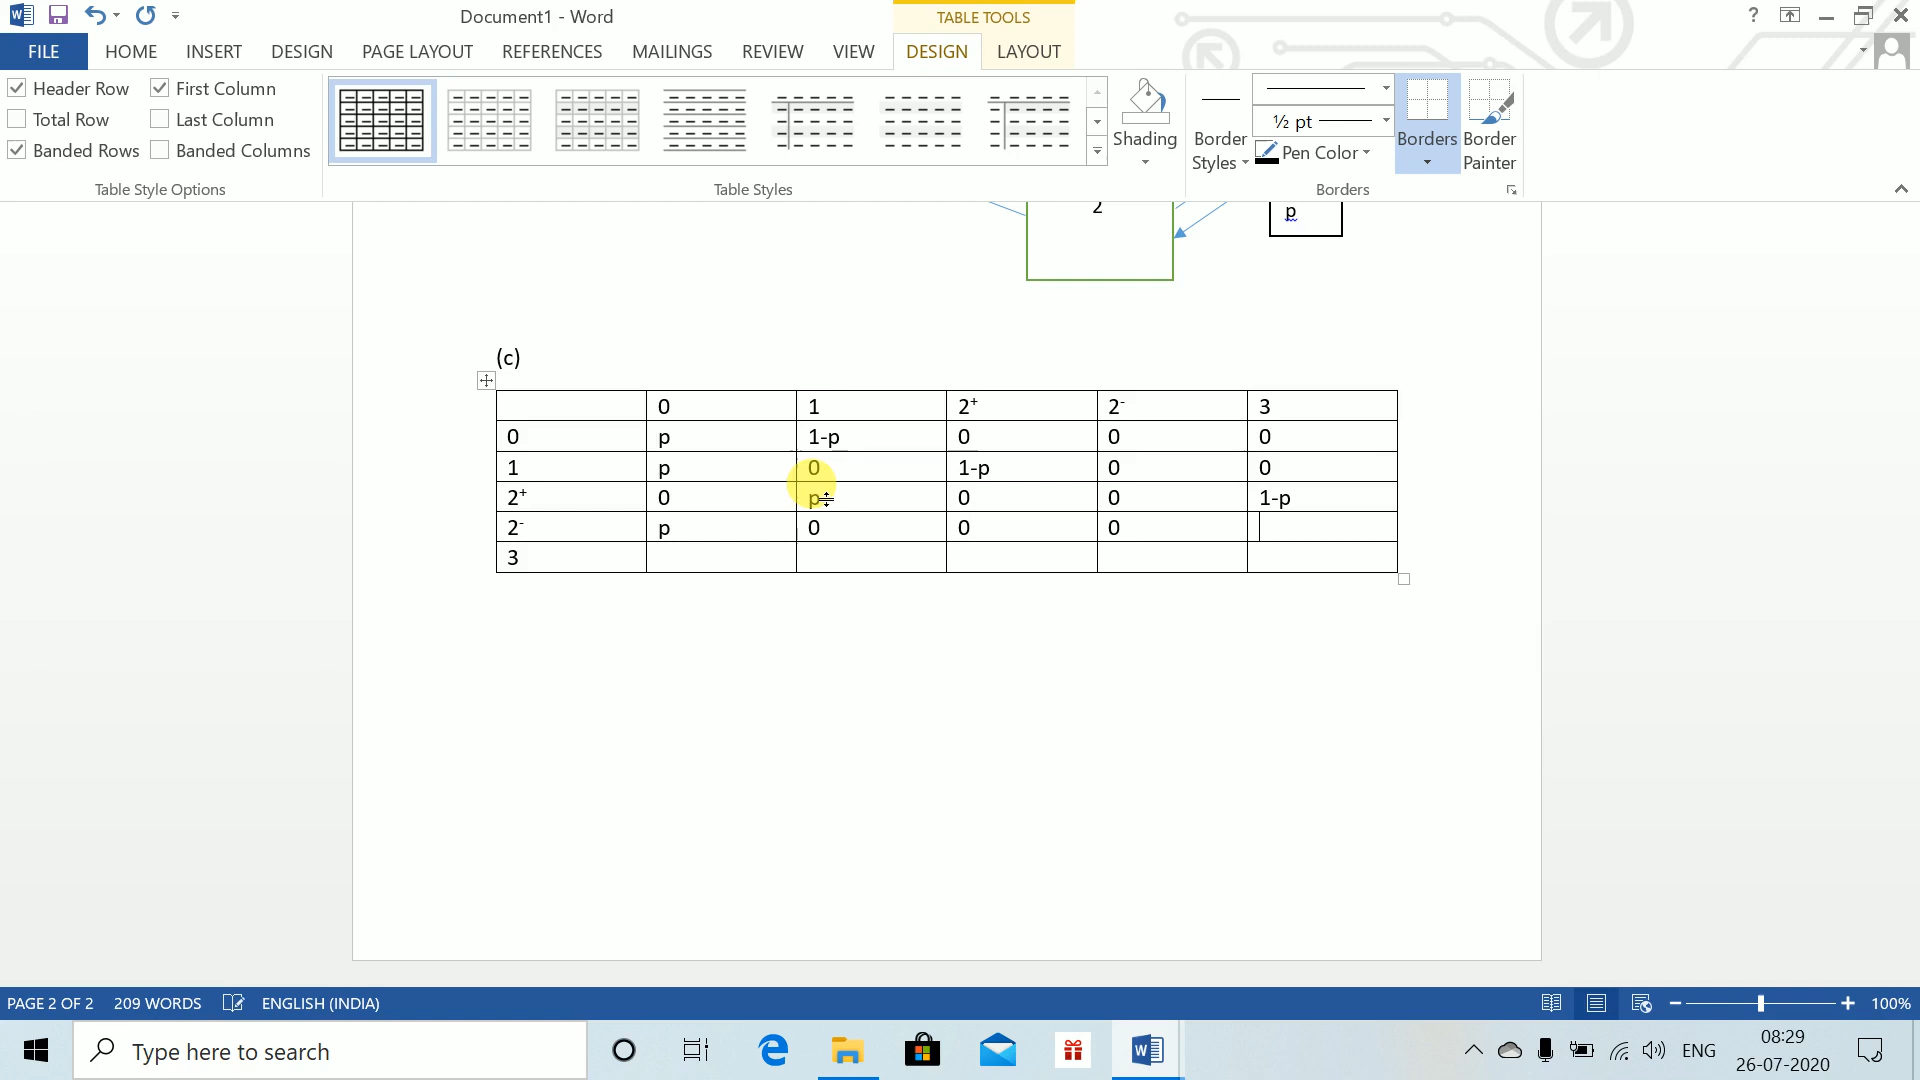 Document1 - Word
TABLE TOOLS
?
FILE HOME INSERT DESIGN PAGE LAYOUT REFERENCES MAILINGS REVIEW VIEW DESIGN LAYOUT
Header Row First Column
Total Row Last Column
Banded Rows Banded Columns
Table Style Options
Table Styles
Shading
Border Styles
½ pt
Pen Color
Borders
Border Painter
Borders
2
p
(c)
0 1 2+ 2- 3
0 p 1-p 0 0 0
1 p 0 1-p 0 0
2+ 0 p 0 0 1-p
2- p 0 0 0
3
PAGE 2 OF 2 209 WORDS ENGLISH (INDIA) 100%
Type here to search
ENG
08:29
26-07-2020